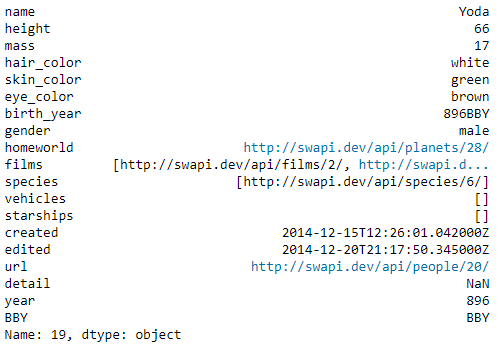 name Yoda
height 66
mass 17
hair_color white
skin_color green
eye_color brown
birth_year 896BBY
gender male
homeworld http://swapi.dev/api/planets/28/
films [http://swapi.dev/api/films/2/, http://swapi.d...
species [http://swapi.dev/api/species/6/]
vehicles []
starships []
created 2014-12-15T12:26:01.042000Z
edited 2014-12-20T21:17:50.345000Z
url http://swapi.dev/api/people/20/
detail NaN
year 896
BBY BBY
Name: 19, dtype: object